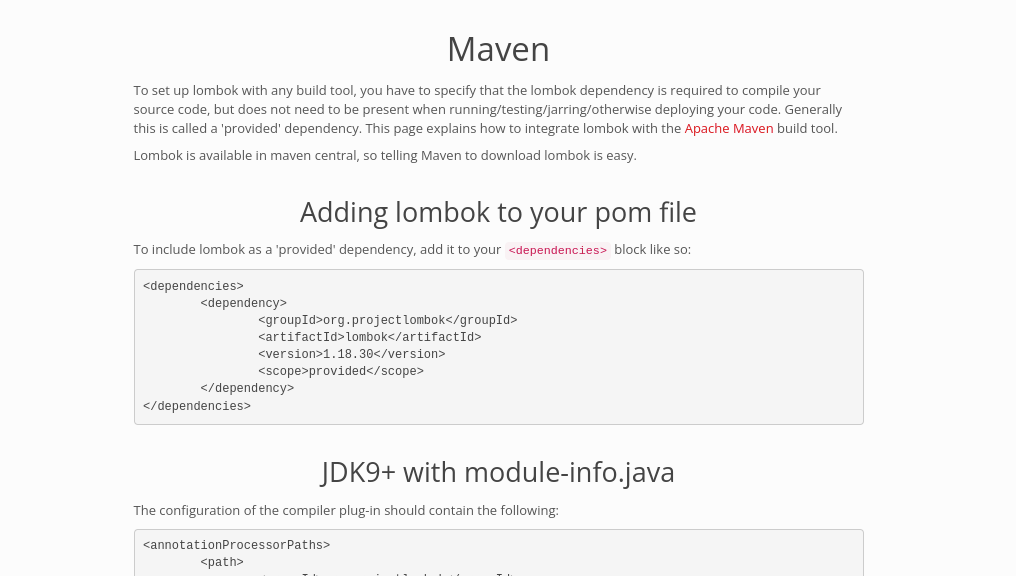 Maven
To set up lombok with any build tool, you have to specify that the lombok dependency is required to compile your
source code, but does not need to be present when running/testing/jarring/otherwise deploying your code. Generally
this is called a 'provided' dependency. This page explains how to integrate lombok with the Apache Maven build tool.
Lombok is available in maven central, so telling Maven to download lombok is easy.
Adding lombok to your pom file
To include lombok as a 'provided' dependency, add it to your <dependencies> block like so:
<dependencies>
        <dependency>
                <groupId>org.projectlombok</groupId>
                <artifactId>lombok</artifactId>
                <version>1.18.30</version>
                <scope>provided</scope>
        </dependency>
</dependencies>
JDK9+ with module-info.java
The configuration of the compiler plug-in should contain the following:
<annotationProcessorPaths>
        <path>